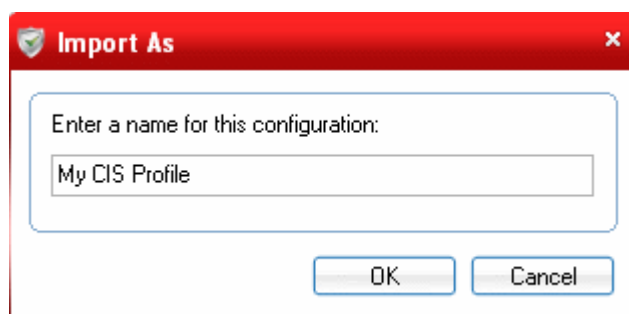 Import As
Enter a name for this configuration:
My CIS Profile
OK Cancel